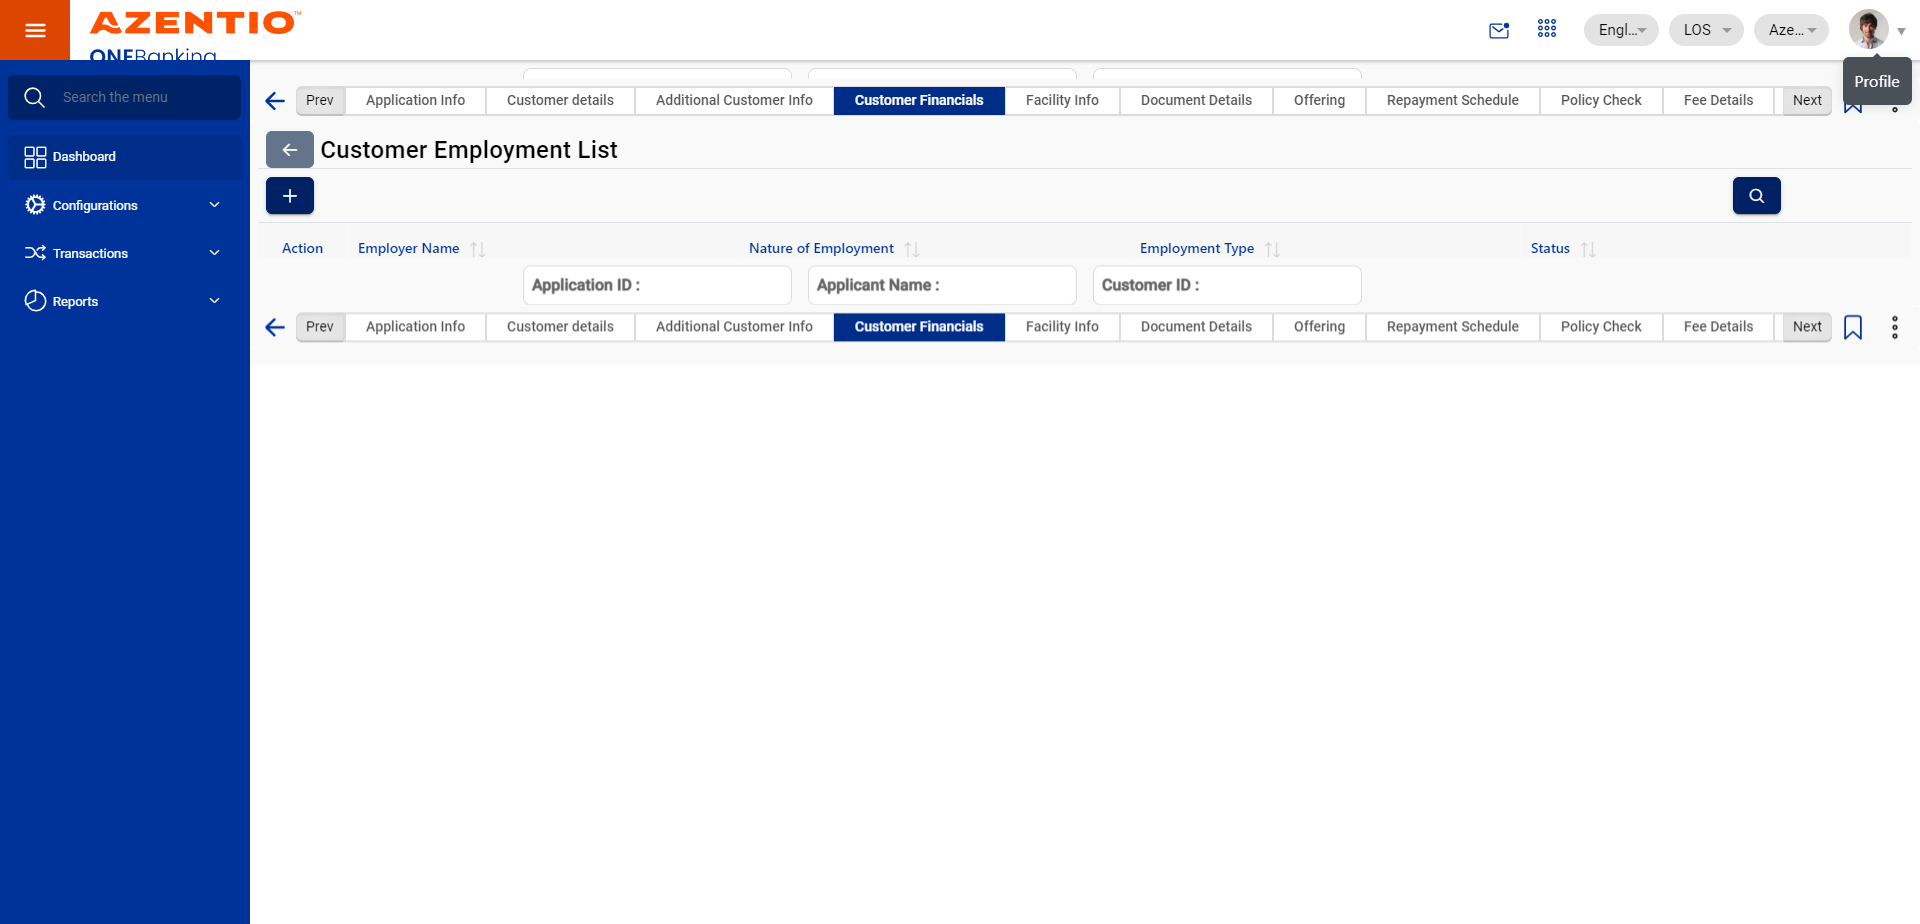 AZENTIO™
ONEBanking
Engl...
LOS
Aze...
Profile
Search the menu
Dashboard
Configurations
Transactions
Reports
Prev
Application Info
Customer details
Additional Customer Info
Customer Financials
Facility Info
Document Details
Offering
Repayment Schedule
Policy Check
Fee Details
Next
Customer Employment List
Action
Employer Name
Nature of Employment
Employment Type
Status
Application ID :
Applicant Name :
Customer ID :
Prev
Application Info
Customer details
Additional Customer Info
Customer Financials
Facility Info
Document Details
Offering
Repayment Schedule
Policy Check
Fee Details
Next